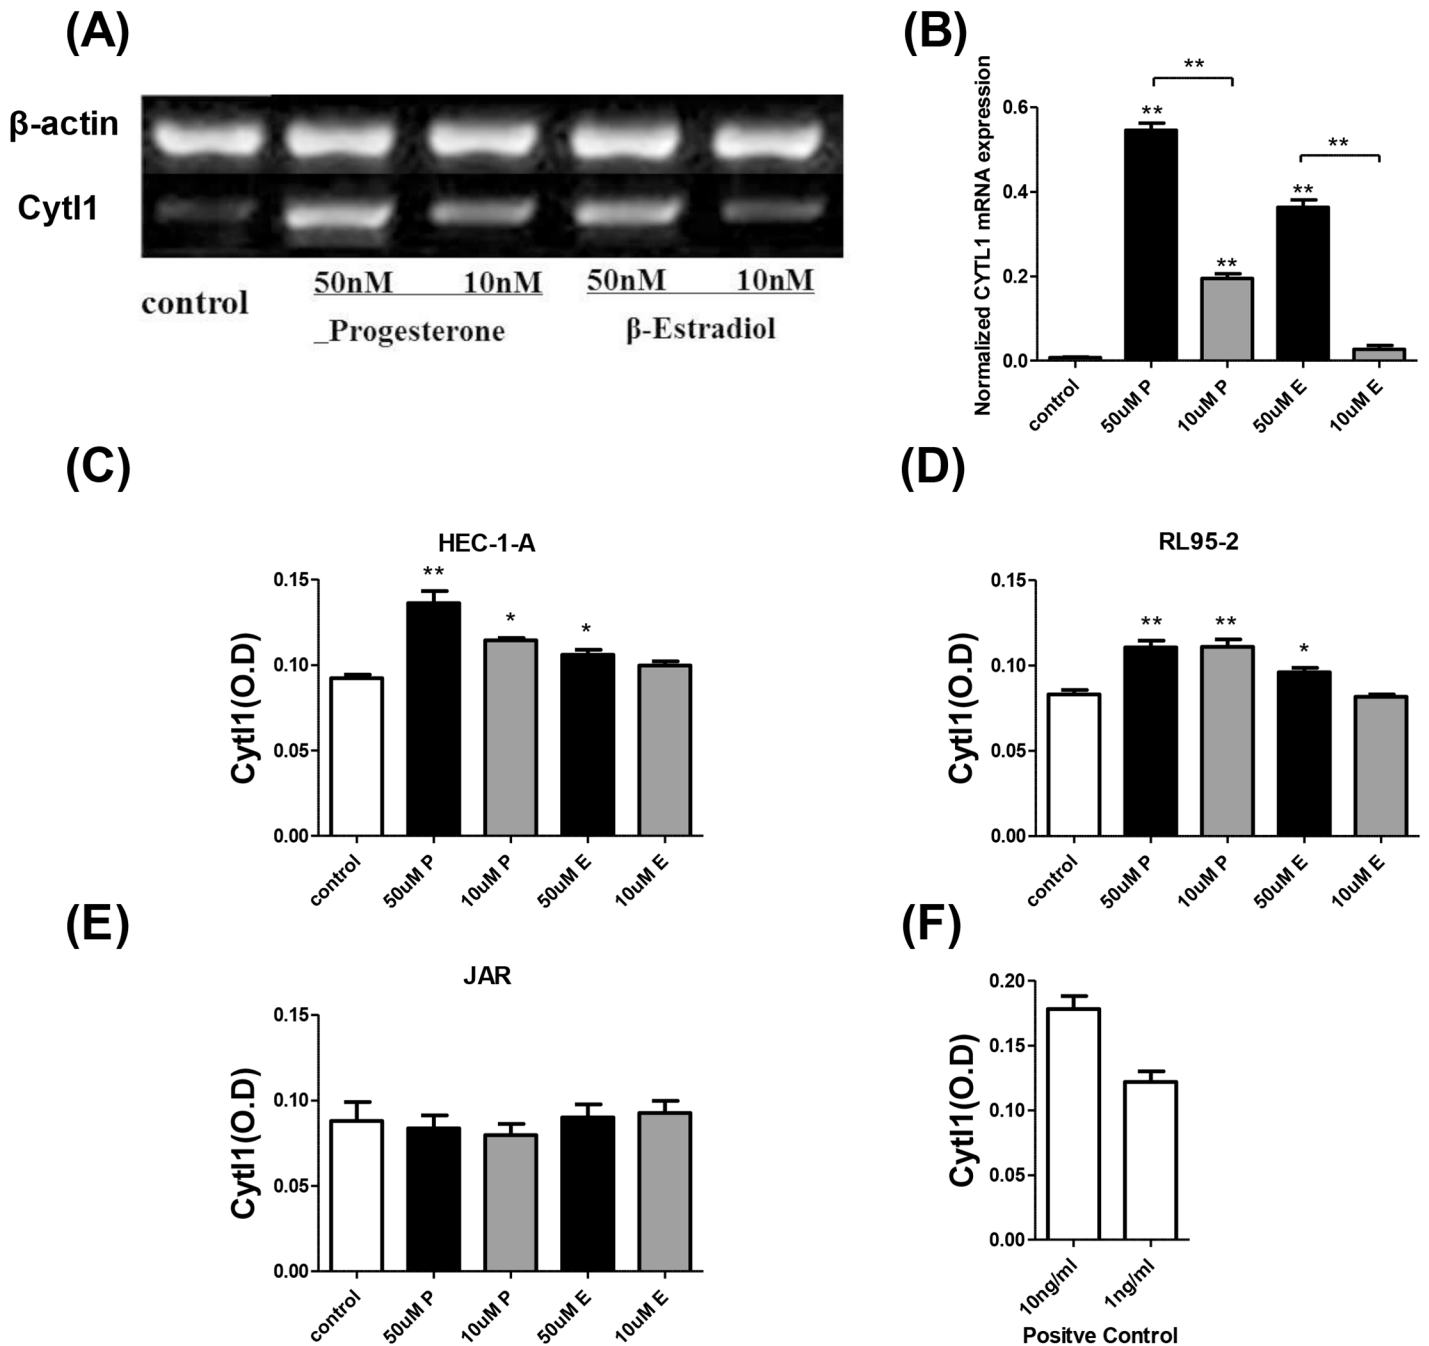 (A)
β-actin
Cytl1
control
50nM 10nM 50nM 10nM
_Progesterone β-Estradiol
(B)
Normalized CYTL1 mRNA expression
0.6
0.4
0.2
0.0
**
**
**
**
**
control 50uM P 10uM P 50uM E 10uM E
(C)
HEC-1-A
Cytl1(O.D)
0.15
0.10
0.05
0.00
**
*
*
control 50uM P 10uM P 50uM E 10uM E
(D)
RL95-2
Cytl1(O.D)
0.15
0.10
0.05
0.00
**
**
*
control 50uM P 10uM P 50uM E 10uM E
(E)
JAR
Cytl1(O.D)
0.15
0.10
0.05
0.00
control 50uM P 10uM P 50uM E 10uM E
(F)
Cytl1(O.D)
0.20
0.15
0.10
0.05
0.00
10ng/ml 1ng/ml
Positve Control